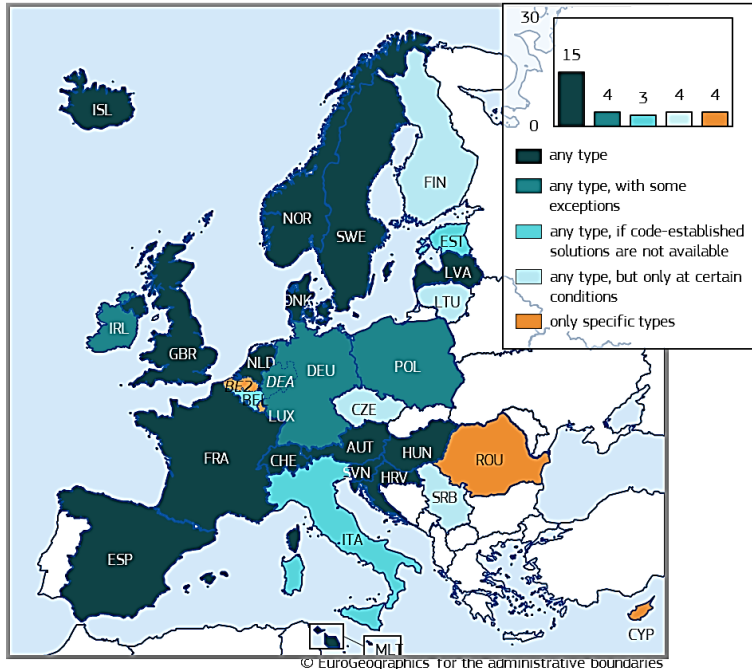 30
15
4
3
4
4
0
any type
any type, with some
exceptions
any type, if code-established
solutions are not available
any type, but only at certain
conditions
only specific types
ISL
FIN
NOR
SWE
EST
LVA
LTU
DNK
IRL
GBR
NLD
BE2
DEA
DEU
POL
BE
LUX
CZE
FRA
CHE
AUT
HUN
ROU
SVN
HRV
SRB
ITA
ESP
CYP
MLT
© EuroGeographics for the administrative boundaries